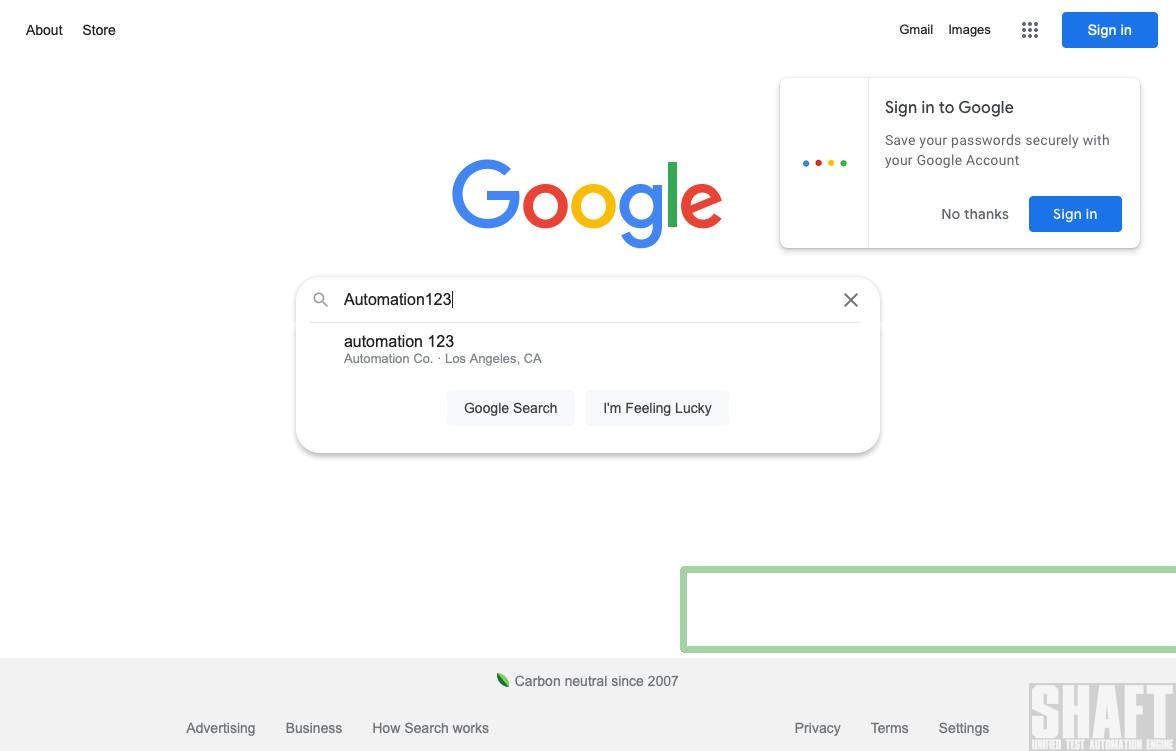 About Store
Gmail Images Sign in
Sign in to Google
Save your passwords securely with
your Google Account
No thanks Sign in
Google
Automation123
automation 123
Automation Co. · Los Angeles, CA
Google Search I'm Feeling Lucky
Carbon neutral since 2007
Advertising Business How Search works
Privacy Terms Settings
SHAFT
UNIFIED TEST AUTOMATION ENGINE